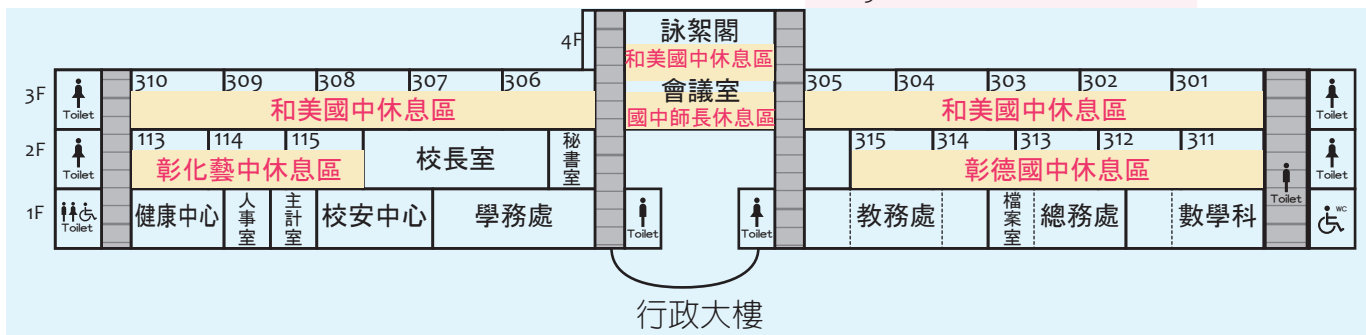 4F
詠絮閣
和美國中休息區
3F
Toilet
310 309 308 307 306
和美國中休息區
會議室
國中師長休息區
305 304 303 302 301
和美國中休息區
Toilet
2F
Toilet
113 114 115
彰化藝中休息區
校長室
秘書室
315 314 313 312 311
彰德國中休息區
Toilet
Toilet
1F
Toilet
健康中心
人事室
主計室
校安中心
學務處
Toilet
Toilet
教務處
檔案室
總務處
數學科
WC
行政大樓